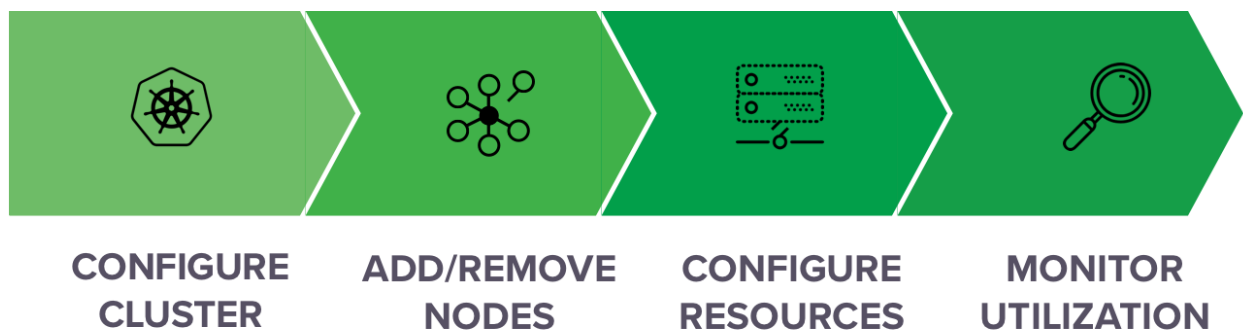 CONFIGURE
CLUSTER
ADD/REMOVE
NODES
CONFIGURE
RESOURCES
MONITOR
UTILIZATION